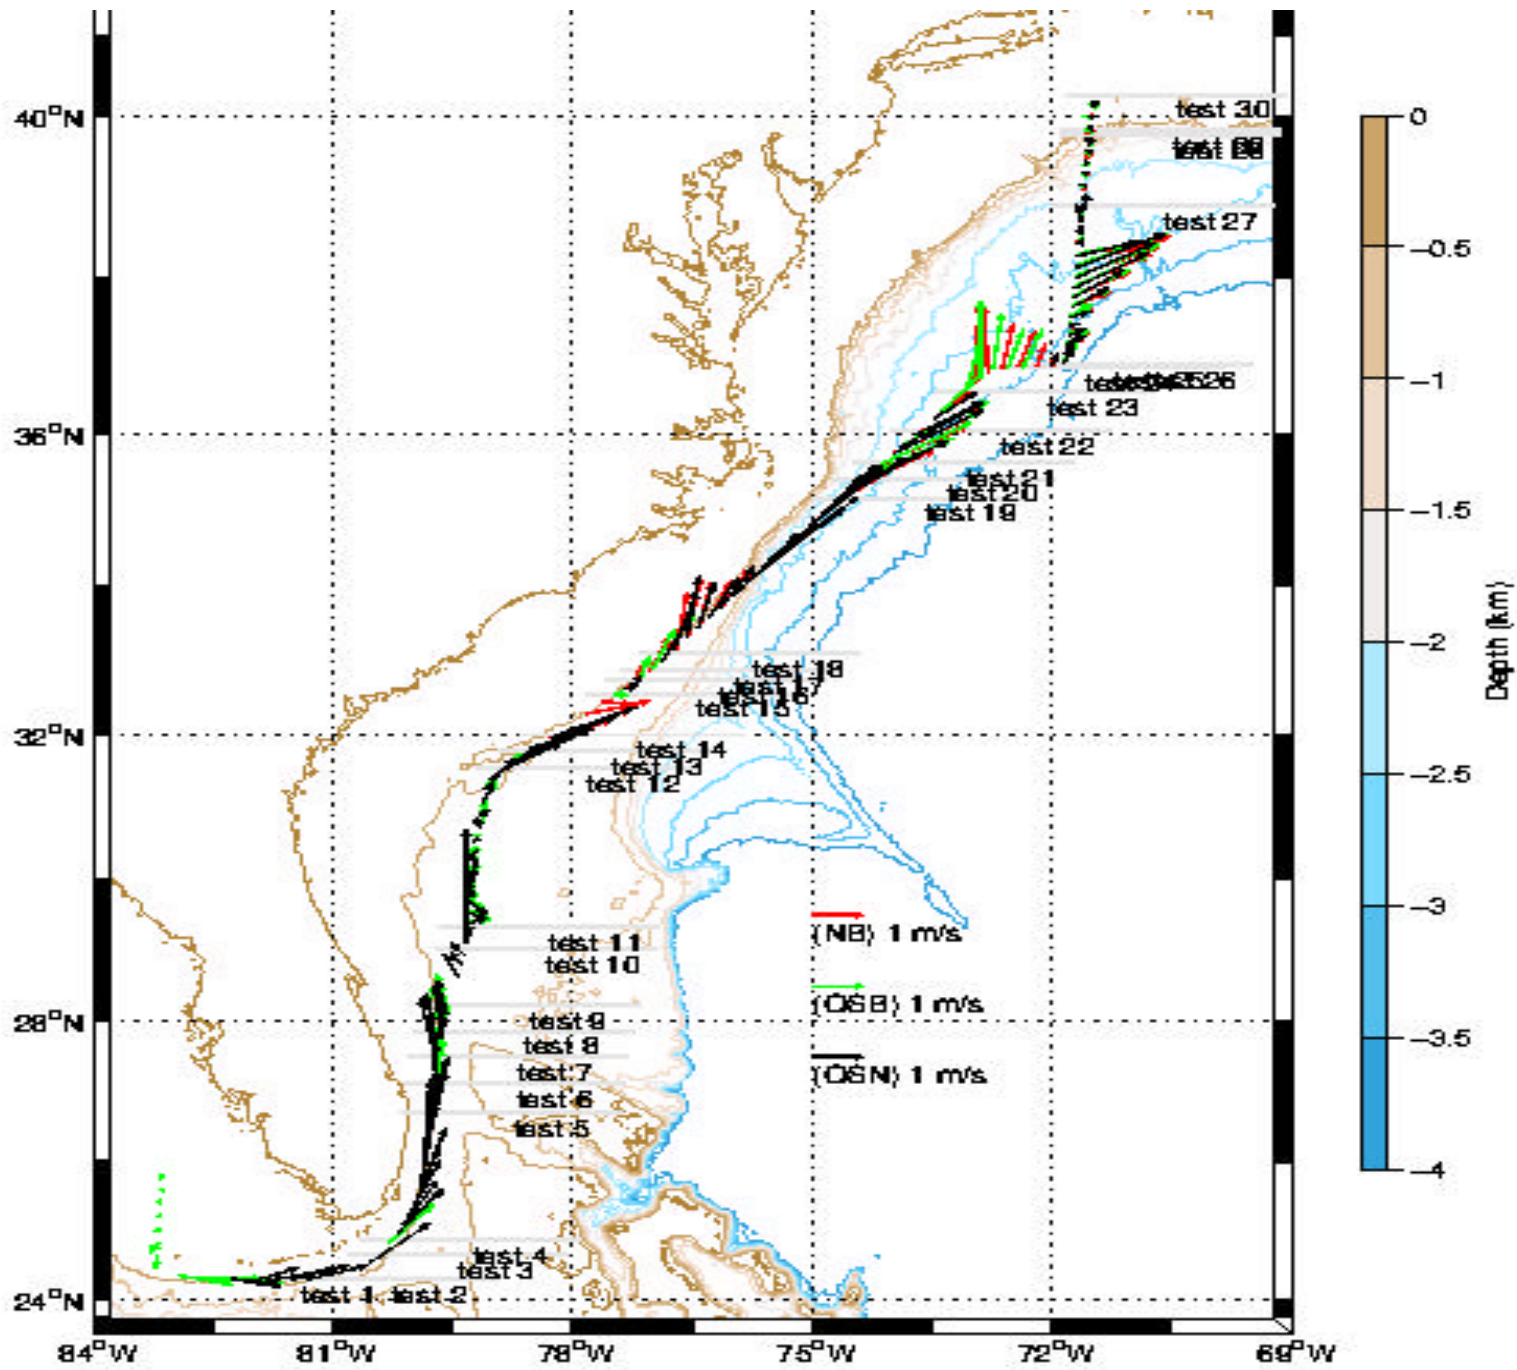 40°N
36°N
32°N
28°N
24°N
84°W
81°W
78°W
75°W
72°W
69°W
test 30
test 27
test 23
test 22
test 21
test 20
test 19
test 18
test 17
test 16
test 15
test 14
test 13
test 12
test 11
test 10
test 9
test 8
test 7
test 6
test 5
test 4
test 3
test 1 test 2
(NB) 1 m/s
(OSB) 1 m/s
(OSN) 1 m/s
0
−0.5
−1
−1.5
−2
−2.5
−3
−3.5
−4
Depth (km)